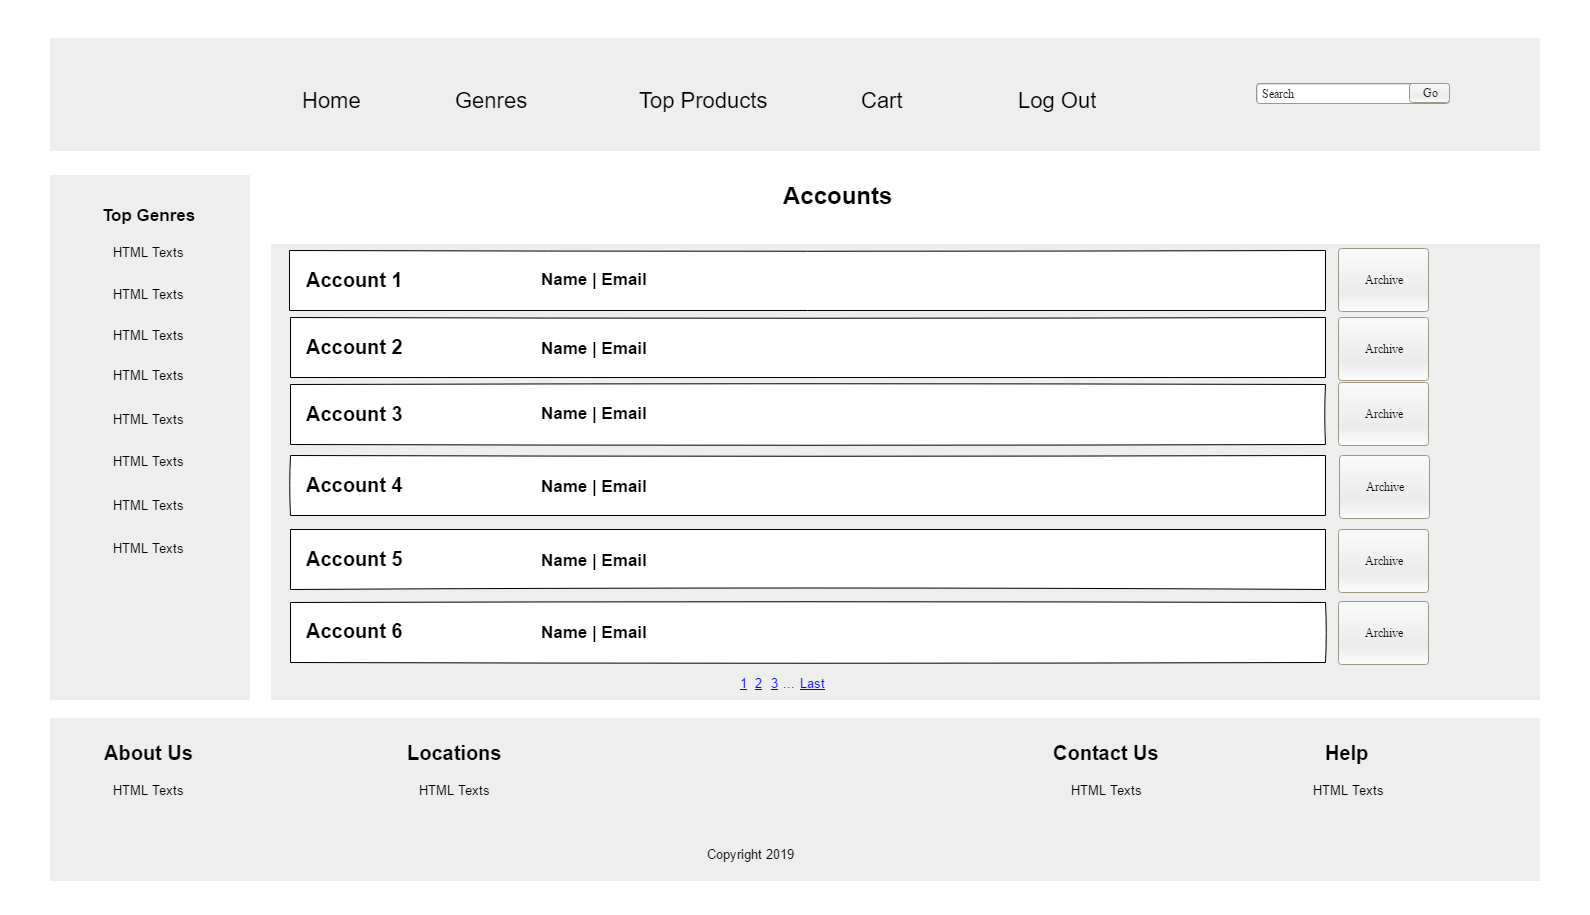 Home Genres Top Products Cart Log Out Search Go
Top Genres
HTML Texts
HTML Texts
HTML Texts
HTML Texts
HTML Texts
HTML Texts
HTML Texts
HTML Texts
Accounts
Account 1 Name | Email Archive
Account 2 Name | Email Archive
Account 3 Name | Email Archive
Account 4 Name | Email Archive
Account 5 Name | Email Archive
Account 6 Name | Email Archive
1 2 3 ... Last
About Us Locations Contact Us Help
HTML Texts HTML Texts HTML Texts HTML Texts
Copyright 2019